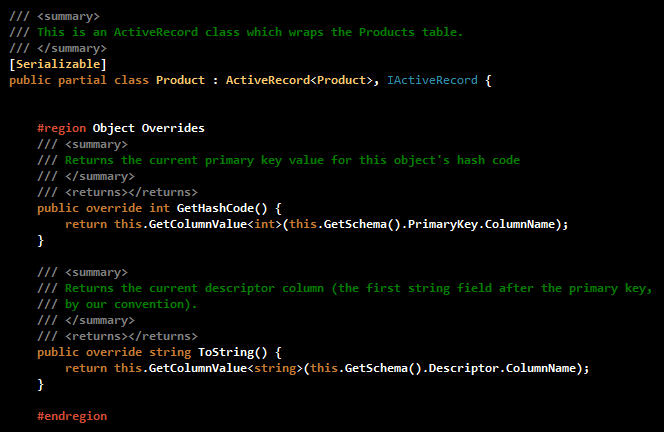 /// <summary>
/// This is an ActiveRecord class which wraps the Products table.
/// </summary>
[Serializable]
public partial class Product : ActiveRecord<Product>, IActiveRecord {
#region Object Overrides
/// <summary>
/// Returns the current primary key value for this object's hash code
/// </summary>
/// <returns></returns>
public override int GetHashCode() {
return this.GetColumnValue<int>(this.GetSchema().PrimaryKey.ColumnName);
}
/// <summary>
/// Returns the current descriptor column (the first string field after the primary key,
/// by our convention).
/// </summary>
/// <returns></returns>
public override string ToString() {
return this.GetColumnValue<string>(this.GetSchema().Descriptor.ColumnName);
}
#endregion